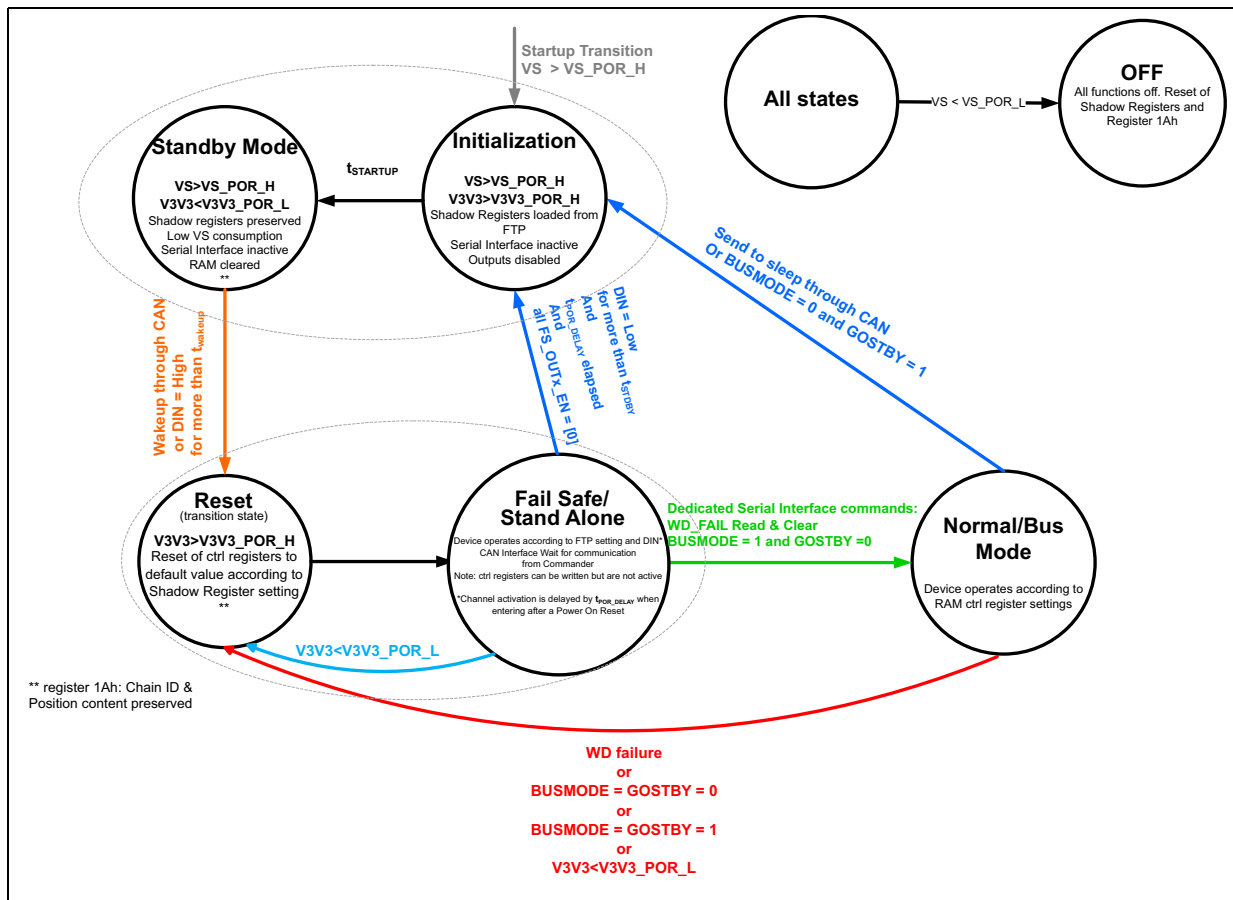 Startup Transition
VS > VS_POR_H
Standby Mode
VS>VS_POR_H
V3V3<V3V3_POR_L
Shadow registers preserved
Low VS consumption
Serial Interface inactive
RAM cleared
**
tSTARTUP
Initialization
VS>VS_POR_H
V3V3>V3V3_POR_H
Shadow Registers loaded from
FTP
Serial Interface inactive
Outputs disabled
All states
VS < VS_POR_L
OFF
All functions off. Reset of
Shadow Registers and
Register 1Ah
Wakeup through CAN
or DIN = High
for more than twakeup
DIN = Low
for more than tSTDBY
And
tPOR_DELAY elapsed
And
all FS_OUTx_EN = [0]
Send to sleep through CAN
Or BUSMODE = 0 and GOSTBY = 1
Reset
(transition state)
V3V3>V3V3_POR_H
Reset of ctrl registers to
default value according to
Shadow Register setting
**
Fail Safe/
Stand Alone
Device operates according to FTP setting and DIN*
CAN Interface Wait for communication
from Commander
Note: ctrl registers can be written but are not active
*Channel activation is delayed by tPOR_DELAY when
entering after a Power On Reset
Dedicated Serial Interface commands:
WD_FAIL Read & Clear
BUSMODE = 1 and GOSTBY =0
Normal/Bus
Mode
Device operates according to
RAM ctrl register settings
V3V3<V3V3_POR_L
** register 1Ah: Chain ID &
Position content preserved
WD failure
or
BUSMODE = GOSTBY = 0
or
BUSMODE = GOSTBY = 1
or
V3V3<V3V3_POR_L